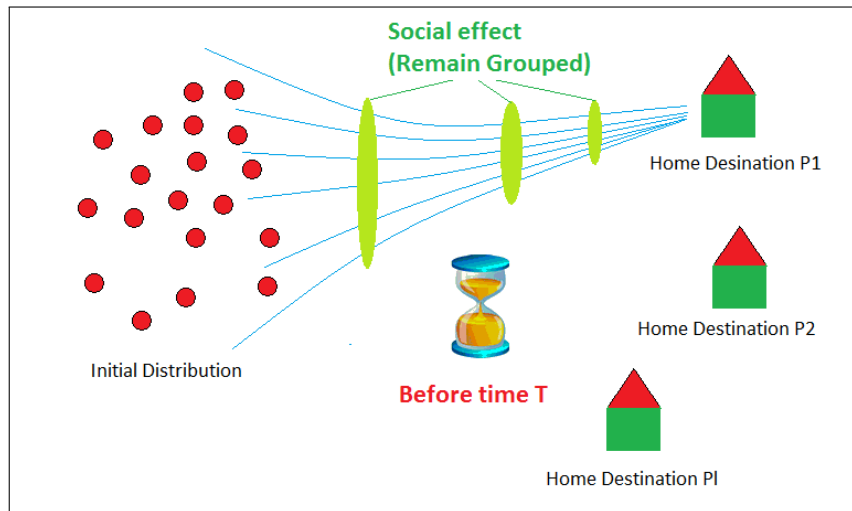 Social effect
(Remain Grouped)
Home Desination P1
Home Destination P2
Initial Distribution
Before time T
Home Destination Pl